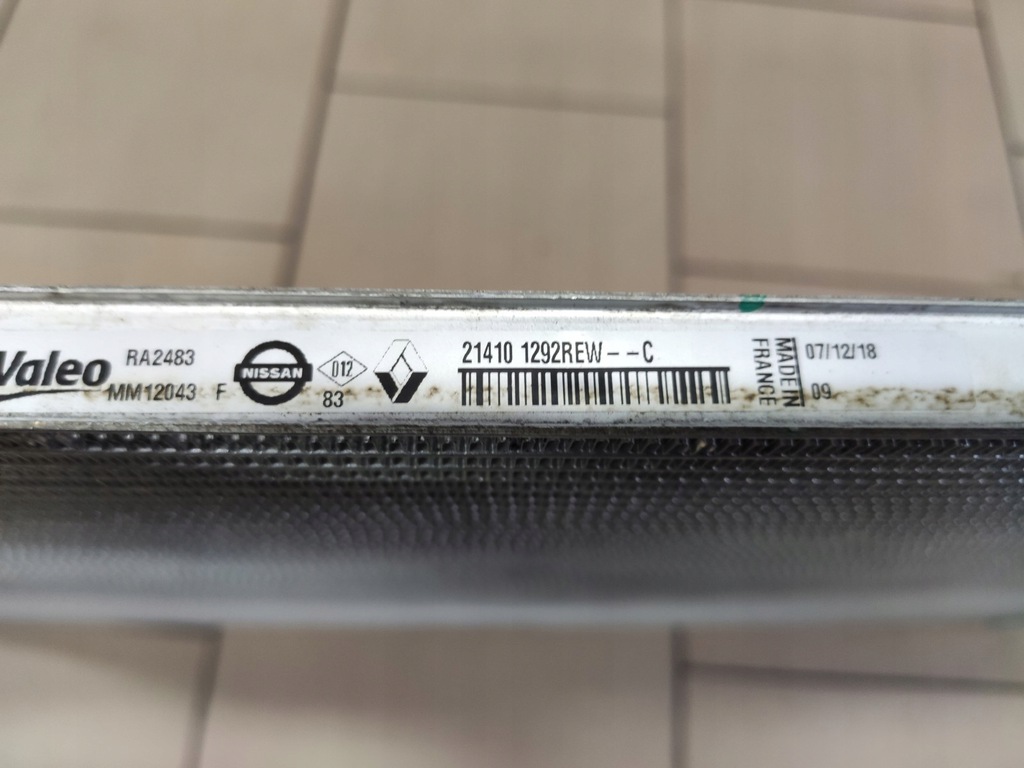 Valeo
RA2483
MM12043 F
NISSAN
012
83
21410 1292REW--C
MADE IN
FRANCE
07/12/18
09